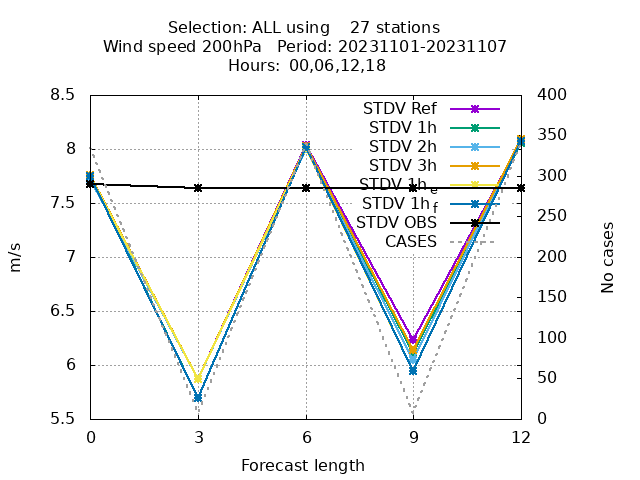 Selection: ALL using 27 stations
Wind speed 200hPa Period: 20231101-20231107
Hours: 00,06,12,18
8.5
8
7.5
7
6.5
6
5.5
400
350
300
250
200
150
100
50
0
STDV Ref
STDV 1h
STDV 2h
STDV 3h
STDV 1h_e
STDV 1h_f
STDV OBS
CASES
m/s
No cases
0 3 6 9 12
Forecast length